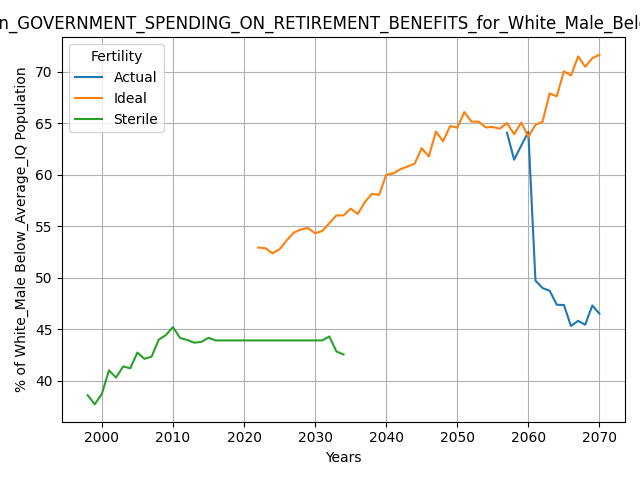 n_GOVERNMENT_SPENDING_ON_RETIREMENT_BENEFITS_for_White_Male_Belo
Fertility
Actual
Ideal
Sterile
% of White_Male Below_Average_IQ Population
70
65
60
55
50
45
40
2000 2010 2020 2030 2040 2050 2060 2070
Years